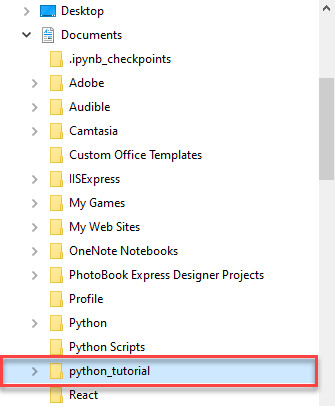 Desktop
Documents
.ipynb_checkpoints
Adobe
Audible
Camtasia
Custom Office Templates
IISExpress
My Games
My Web Sites
OneNote Notebooks
PhotoBook Express Designer Projects
Profile
Python
Python Scripts
python_tutorial
React